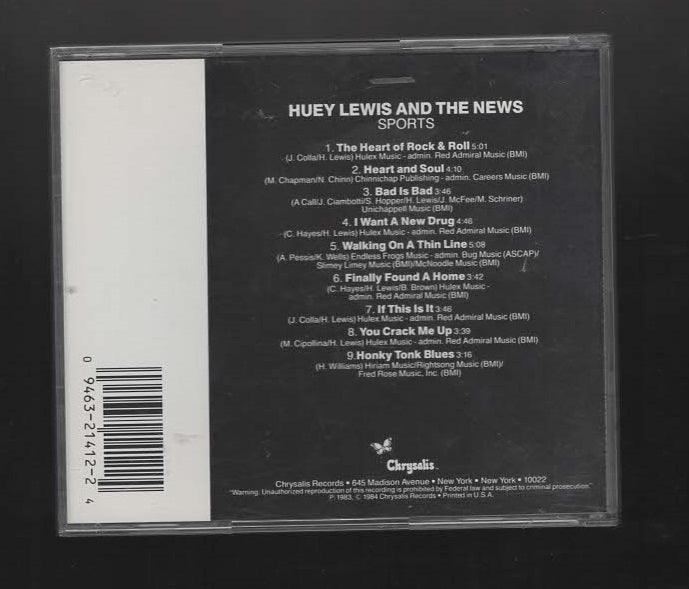 HUEY LEWIS AND THE NEWS
SPORTS
1. The Heart of Rock & Roll 5:01
(J. Colla/H. Lewis) Hulex Music - admin. Red Admiral Music (BMI)
2. Heart and Soul 4:10
(M. Chapman/N. Chinn) Chinnichap Publishing - admin. Careers Music (BMI)
3. Bad Is Bad 3:46
(A Call/J. Ciambotti/S. Hopper/H. Lewis/J. McFee/M. Schriner)
Unichappell Music (BMI)
4. I Want A New Drug 4:46
(C. Hayes/H. Lewis) Hulex Music - admin. Red Admiral Music (BMI)
5. Walking On A Thin Line 5:08
(A. Pessis/K. Wells) Endless Frogs Music - admin. Bug Music (ASCAP)/
Slimey Limey Music (BMI)/McNoodle Music (BMI)
6. Finally Found A Home 3:42
(C. Hayes/H. Lewis/B. Brown) Hulex Music -
admin. Red Admiral Music (BMI)
7. If This Is It 3:46
(J. Colla/H. Lewis) Hulex Music - admin. Red Admiral Music (BMI)
8. You Crack Me Up 3:39
(M. Cipollina/H. Lewis) Hulex Music - admin. Red Admiral Music (BMI)
9. Honky Tonk Blues 3:16
(H. Williams) Hiriam Music/Rightsong Music (BMI)/
Fred Rose Music, Inc. (BMI)
Chrysalis
Chrysalis Records • 645 Madison Avenue • New York • New York • 10022
"Warning: Unauthorized reproduction of this recording is prohibited by Federal law and subject to criminal prosecution."
P. 1983, © 1984 Chrysalis Records • Printed in U.S.A.
0 9463-21412-2 4